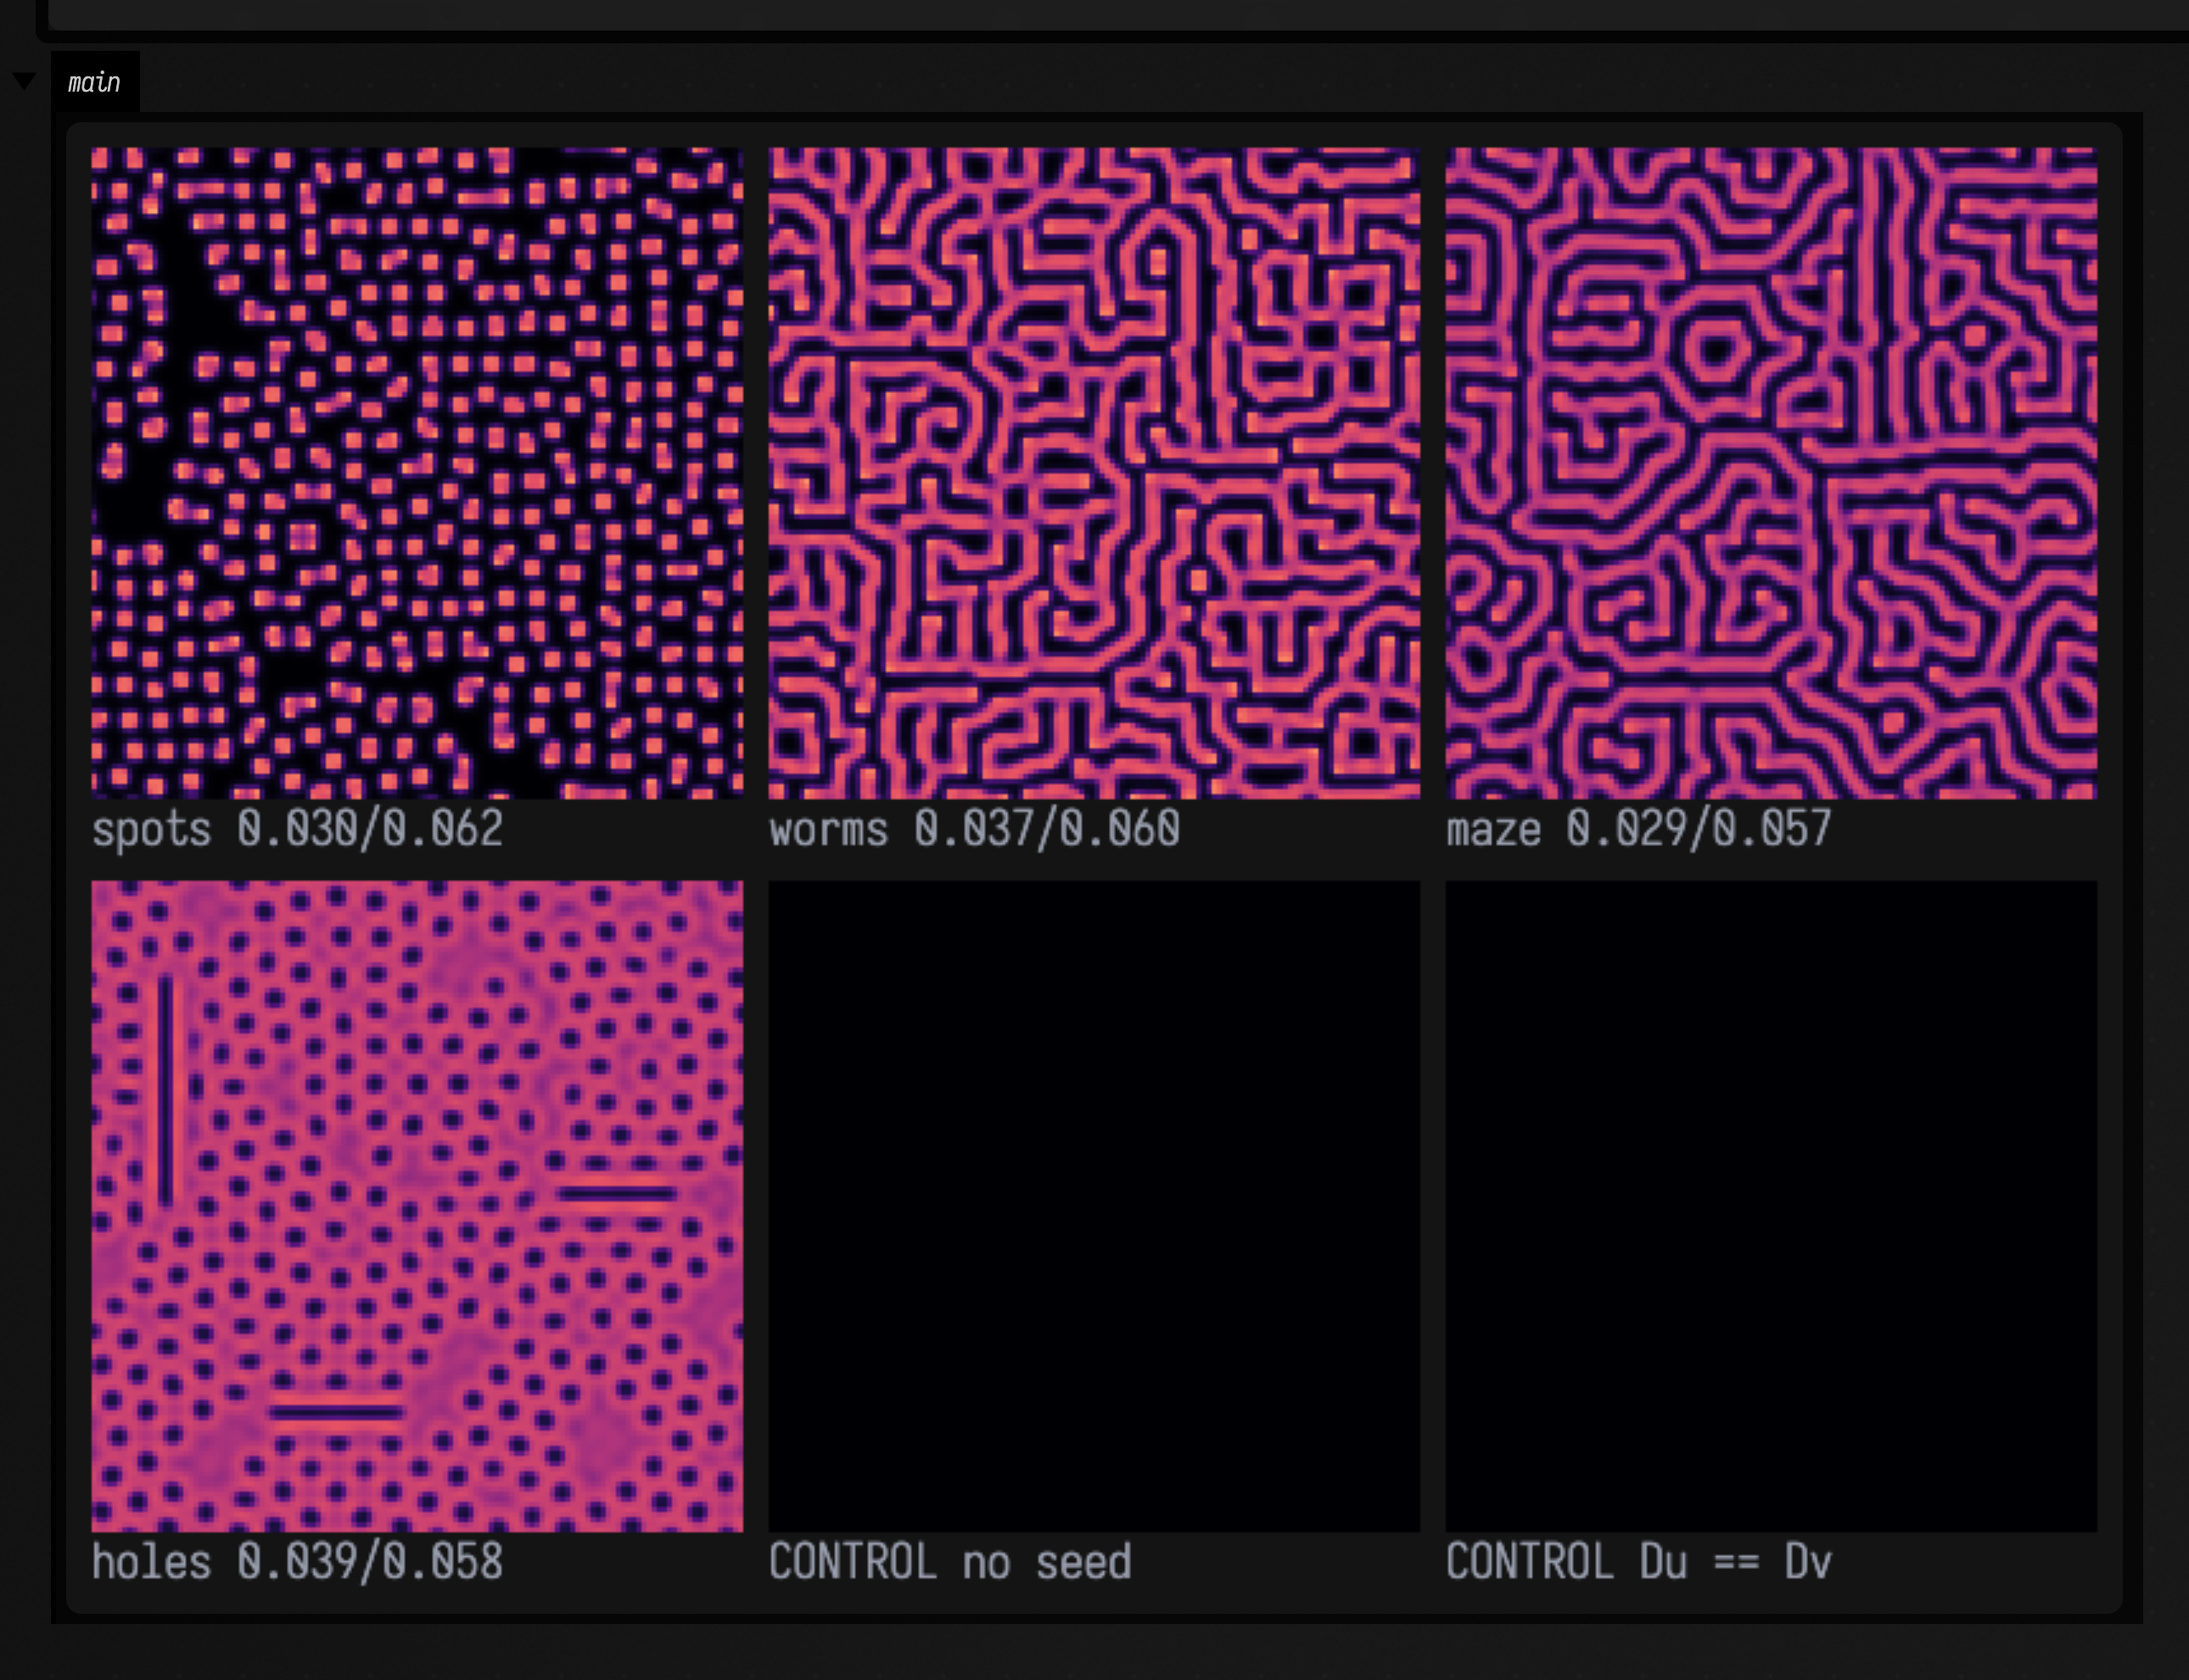 main
spots 0.030/0.062
worms 0.037/0.060
maze 0.029/0.057
holes 0.039/0.058
CONTROL no seed
CONTROL Du == Dv